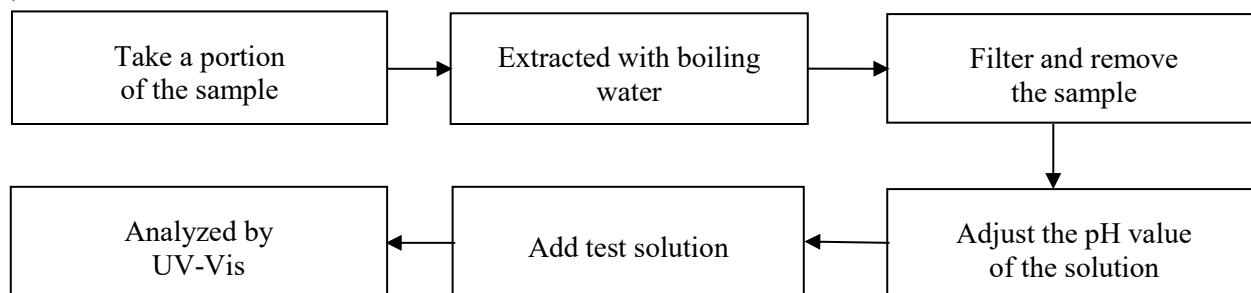 Take a portion
of the sample
Extracted with boiling
water
Filter and remove
the sample
Adjust the pH value
of the solution
Add test solution
Analyzed by
UV-Vis